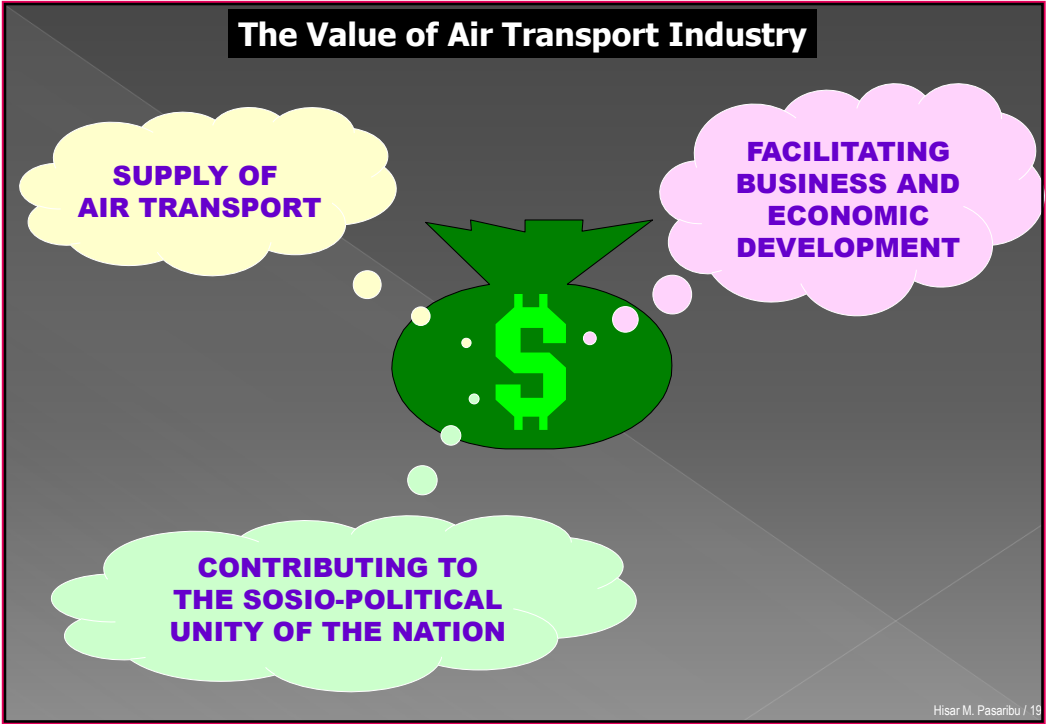 The Value of Air Transport Industry
SUPPLY OF
AIR TRANSPORT
FACILITATING
BUSINESS AND
ECONOMIC
DEVELOPMENT
$
CONTRIBUTING TO
THE SOSIO-POLITICAL
UNITY OF THE NATION
Hisar M. Pasaribu / 19